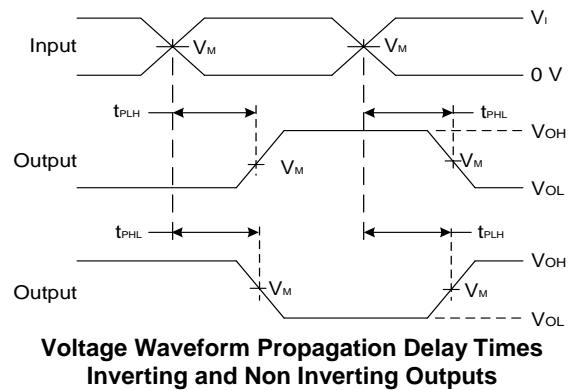 VI
Input
VM
VM
0 V
tPLH
tPHL
VOH
Output
VM
VM
VOL
tPHL
tPLH
VOH
Output
VM
VM
VOL
Voltage Waveform Propagation Delay Times
Inverting and Non Inverting Outputs